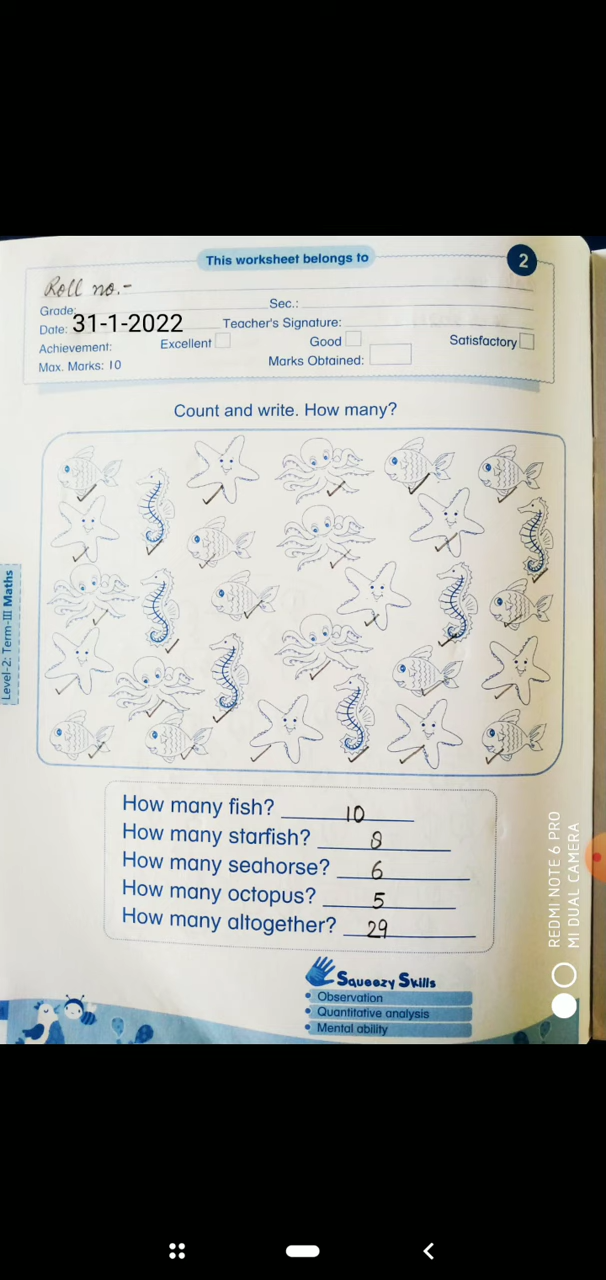 This worksheet belongs to
2
Roll no.-
Grade:
Sec.:
Date: 31-1-2022
Teacher's Signature:
Achievement:
Excellent
Good
Satisfactory
Max. Marks: 10
Marks Obtained:
Count and write. How many?
Level-2: Term-III Maths
How many fish? 10
How many starfish? 8
How many seahorse? 6
How many octopus? 5
How many altogether? 29
Squeezy Skills
Observation
Quantitative analysis
Mental ability
REDMI NOTE 6 PRO
MI DUAL CAMERA